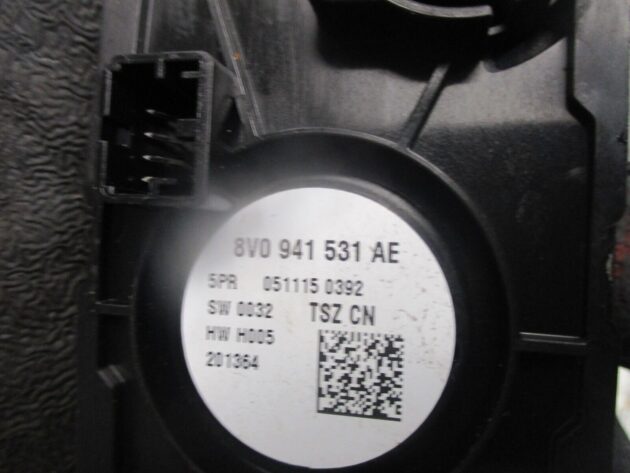 8V0 941 531 AE
5PR 051115 0392
SW 0032 TSZ CN
HW H005
201364